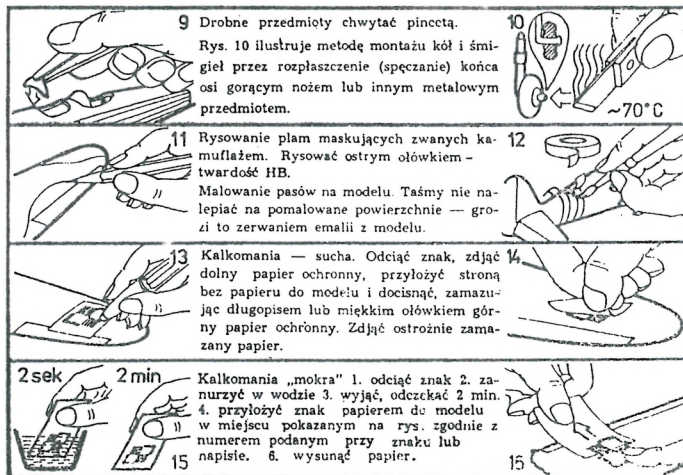 9 Drobne przedmioty chwytać pincetą.
Rys. 10 ilustruje metodę montażu kół i śmi-
gieł przez rozpłaszczenie (spęczanie) końca
osi gorącym nożem lub innym metalowym
przedmiotem.
10
~70°C
11 Rysowanie plam maskujących zwanych ka-
muflażem. Rysować ostrym ołówkiem –
twardość HB.
Malowanie pasów na modelu. Taśmy nie na-
lepiać na pomalowane powierzchnie — gro-
zi to zerwaniem emalii z modelu.
12
13 Kalkomania — sucha. Odciąć znak, zdjąć
dolny papier ochronny, przyłożyć stroną
bez papieru do modelu i docisnąć, zamazu-
jąc długopisem lub miękkim ołówkiem gór-
ny papier ochronny. Zdjąć ostrożnie zama-
zany papier.
14
2 sek 2 min
15
Kalkomania „mokra" 1. odciąć znak 2. za-
nurzyć w wodzie 3. wyjąć, odczekać 2 min.
4. przyłożyć znak papierem do modelu
w miejscu pokazanym na rys. zgodnie z
numerem podanym przy znaku lub
napisie. 6. wysunąć papier.
15